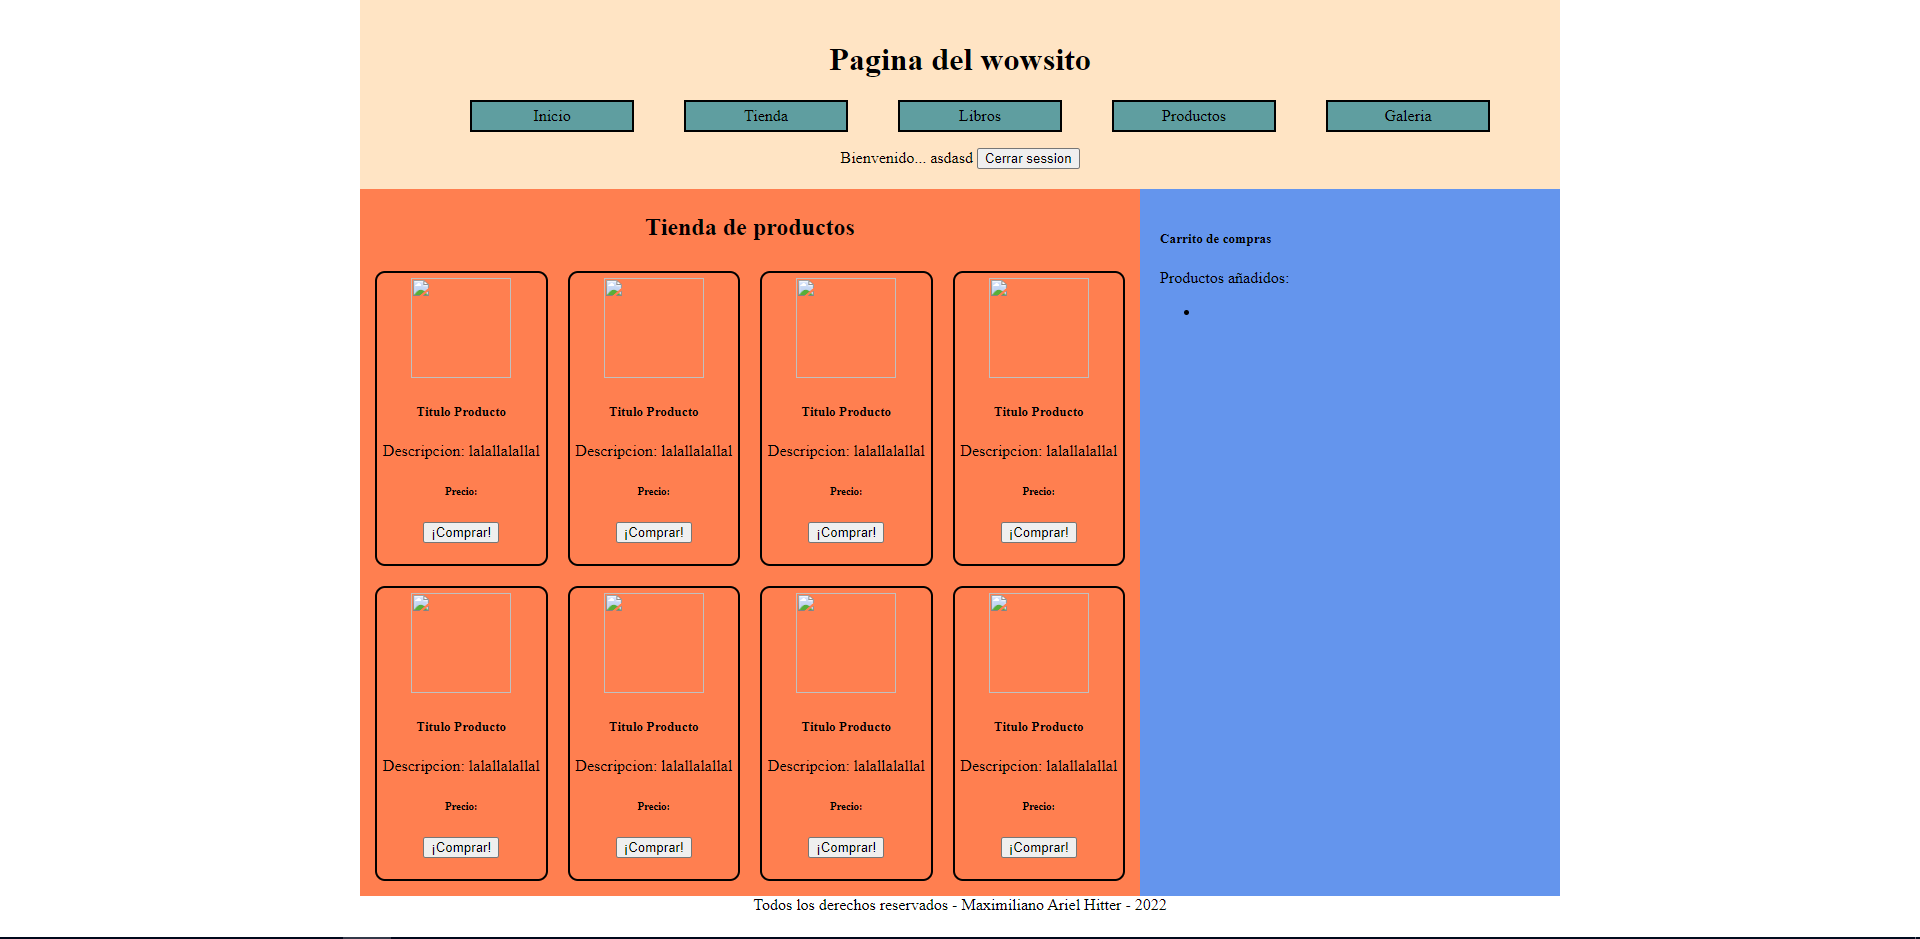 Pagina del wowsito
Inicio Tienda Libros Productos Galeria
Bienvenido... asdasd Cerrar session
Tienda de productos
Titulo Producto Titulo Producto Titulo Producto Titulo Producto
Descripcion: lalallalallal Descripcion: lalallalallal Descripcion: lalallalallal Descripcion: lalallalallal
Precio: Precio: Precio: Precio:
¡Comprar! ¡Comprar! ¡Comprar! ¡Comprar!
Titulo Producto Titulo Producto Titulo Producto Titulo Producto
Descripcion: lalallalallal Descripcion: lalallalallal Descripcion: lalallalallal Descripcion: lalallalallal
Precio: Precio: Precio: Precio:
¡Comprar! ¡Comprar! ¡Comprar! ¡Comprar!
Carrito de compras
Productos añadidos:
Todos los derechos reservados - Maximiliano Ariel Hitter - 2022